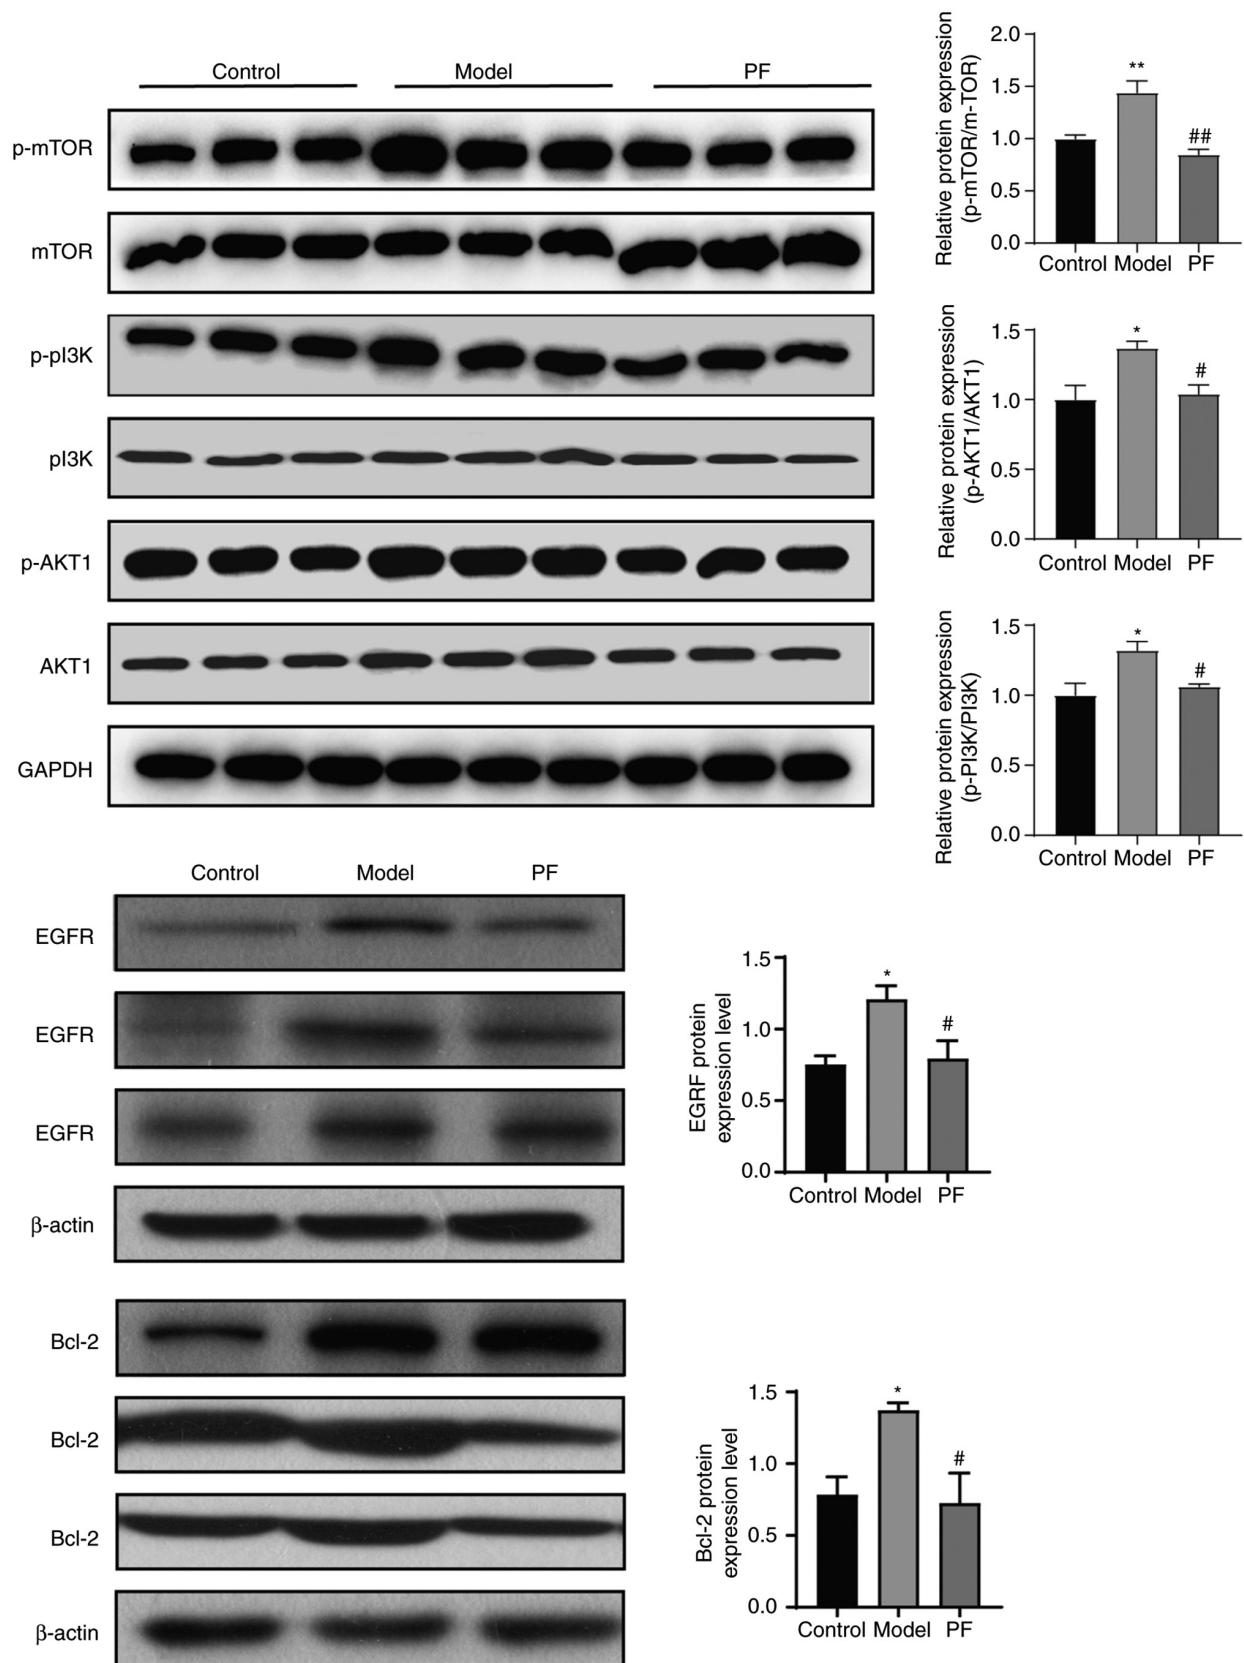 Control Model PF
p-mTOR
mTOR
p-pI3K
pI3K
p-AKT1
AKT1
GAPDH
Relative protein expression
(p-mTOR/m-TOR)
2.0
1.5
1.0
0.5
0.0
**
##
Control Model PF
Relative protein expression
(p-AKT1/AKT1)
1.5
1.0
0.5
0.0
*
#
Control Model PF
Relative protein expression
(p-PI3K/PI3K)
1.5
1.0
0.5
0.0
*
#
Control Model PF
Control Model PF
EGFR
EGFR
EGFR
β-actin
EGRF protein
expression level
1.5
1.0
0.5
0.0
*
#
Control Model PF
Bcl-2
Bcl-2
Bcl-2
β-actin
Bcl-2 protein
expression level
1.5
1.0
0.5
0.0
*
#
Control Model PF